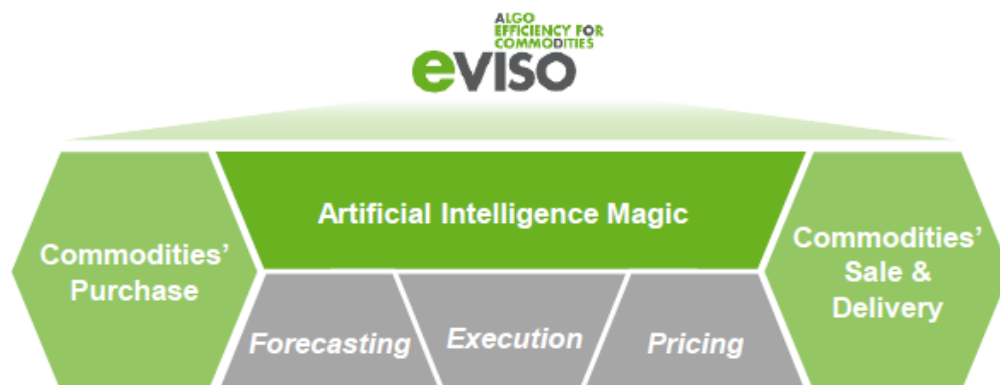 ALGO
EFFICIENCY FOR
COMMODITIES
eVISO
Artificial Intelligence Magic
Commodities’
Purchase
Commodities’
Sale &
Delivery
Forecasting
Execution
Pricing